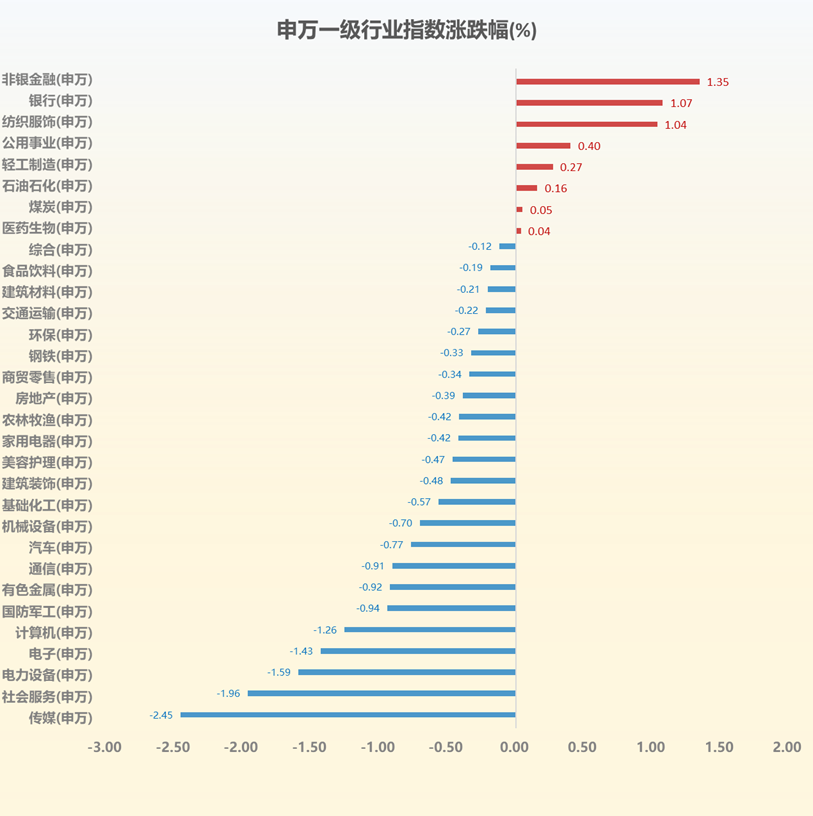 申万一级行业指数涨跌幅(%)
非银金融(申万) 1.35
银行(申万) 1.07
纺织服饰(申万) 1.04
公用事业(申万) 0.40
轻工制造(申万) 0.27
石油石化(申万) 0.16
煤炭(申万) 0.05
医药生物(申万) 0.04
综合(申万) -0.12
食品饮料(申万) -0.19
建筑材料(申万) -0.21
交通运输(申万) -0.22
环保(申万) -0.27
钢铁(申万) -0.33
商贸零售(申万) -0.34
房地产(申万) -0.39
农林牧渔(申万) -0.42
家用电器(申万) -0.42
美容护理(申万) -0.47
建筑装饰(申万) -0.48
基础化工(申万) -0.57
机械设备(申万) -0.70
汽车(申万) -0.77
通信(申万) -0.91
有色金属(申万) -0.92
国防军工(申万) -0.94
计算机(申万) -1.26
电子(申万) -1.43
电力设备(申万) -1.59
社会服务(申万) -1.96
传媒(申万) -2.45
-3.00 -2.50 -2.00 -1.50 -1.00 -0.50 0.00 0.50 1.00 1.50 2.00